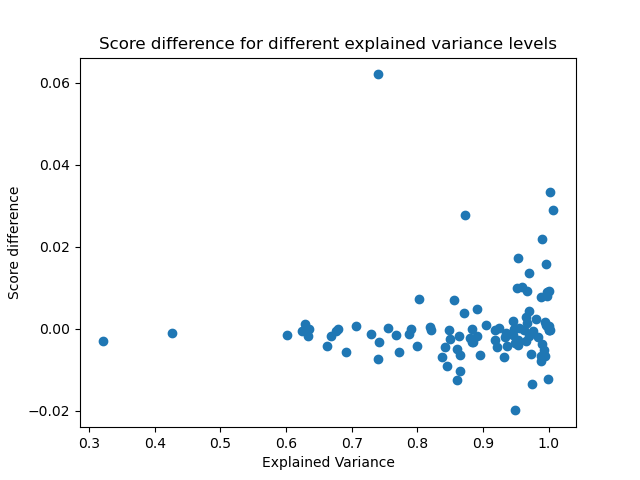 Score difference for different explained variance levels
0.06
0.04
0.02
0.00
−0.02
Score difference
0.3 0.4 0.5 0.6 0.7 0.8 0.9 1.0
Explained Variance